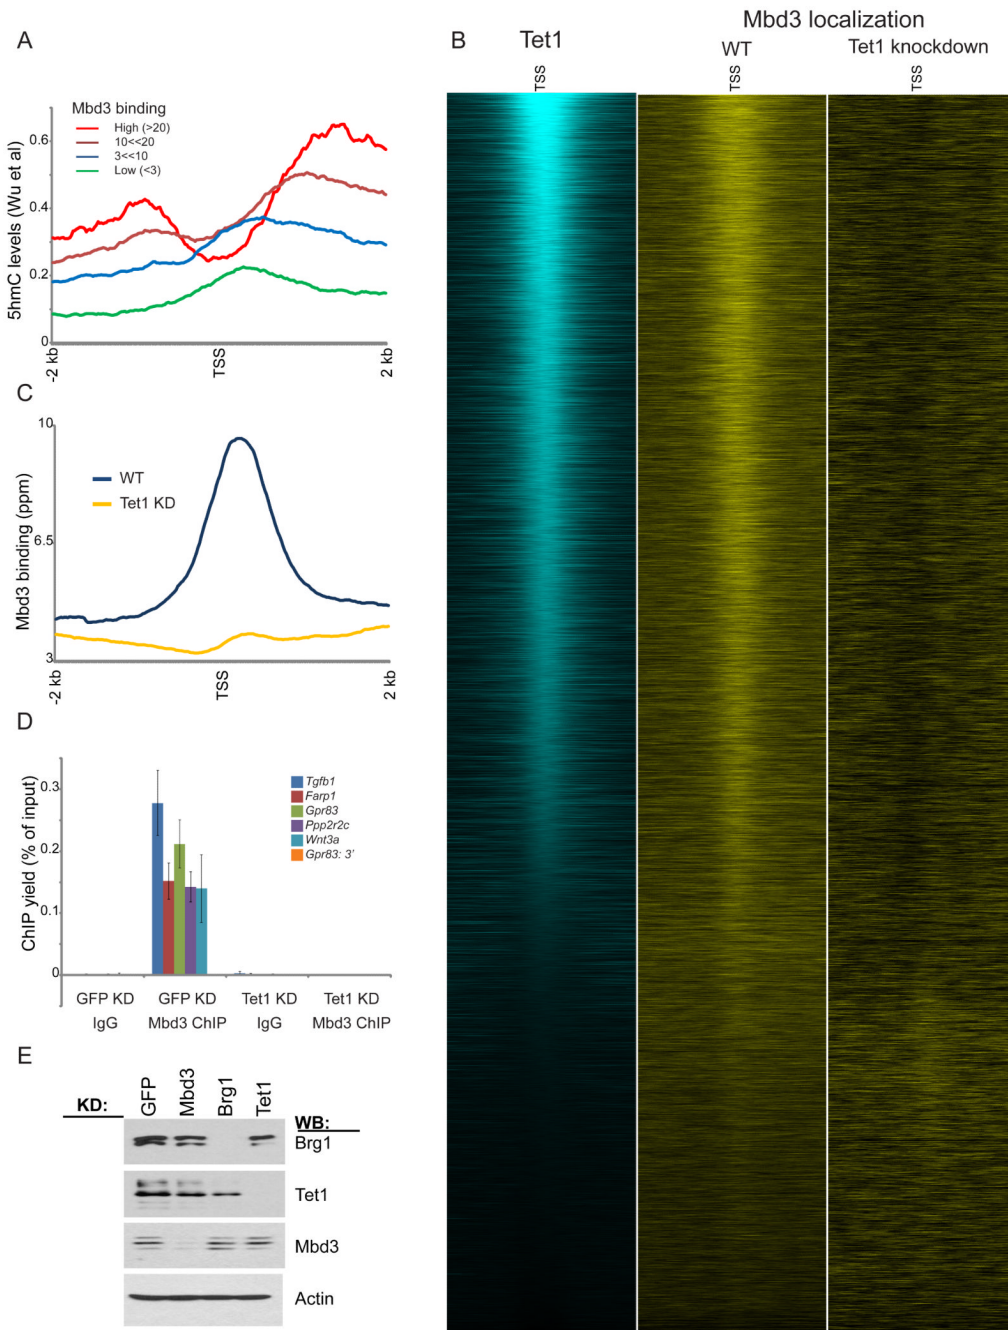 A
Mbd3 binding
High (>20)
10<<20
3<<10
Low (<3)
5hmC levels (Wu et al)
0.6
0.4
0.2
0
-2 kb
TSS
2 kb
B
Tet1
Mbd3 localization
WT
Tet1 knockdown
TSS
TSS
TSS
C
Mbd3 binding (ppm)
10
6.5
3
WT
Tet1 KD
-2 kb
TSS
2 kb
D
ChIP yield (% of input)
0.3
0.2
0.1
0
Tgfb1
Farp1
Gpr83
Ppp2r2c
Wnt3a
Gpr83: 3'
GFP KD
IgG
GFP KD
Mbd3 ChIP
Tet1 KD
IgG
Tet1 KD
Mbd3 ChIP
E
KD:
GFP
Mbd3
Brg1
Tet1
WB:
Brg1
Tet1
Mbd3
Actin